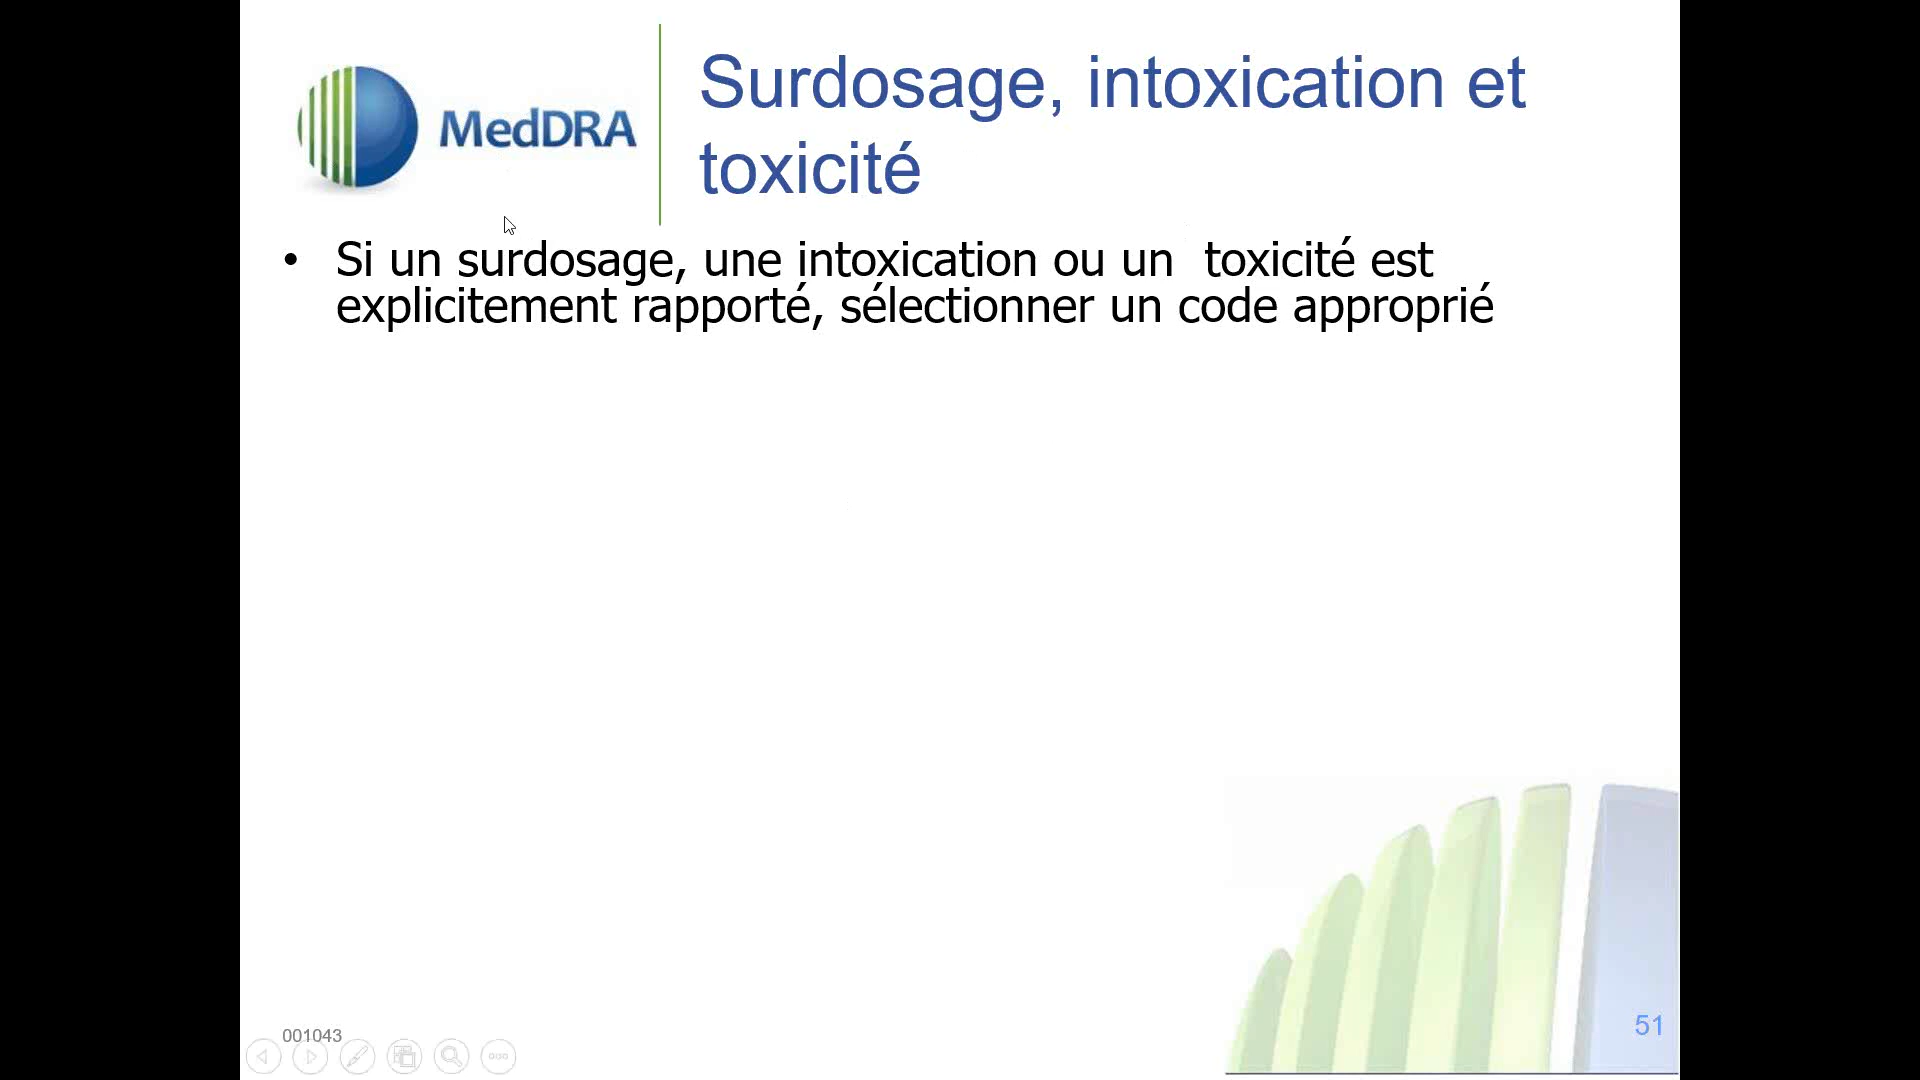 MedDRA
Surdosage, intoxication et
toxicité
• Si un surdosage, une intoxication ou un  toxicité est
explicitement rapporté, sélectionner un code approprié
001043
51